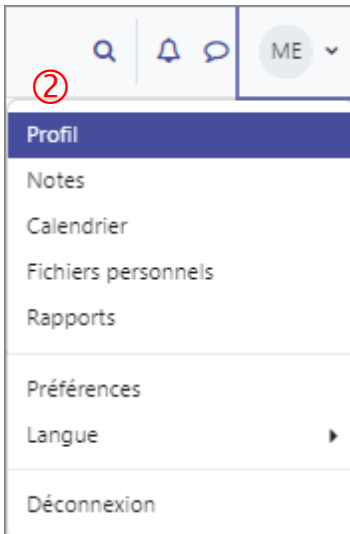 ME
②
Profil
Notes
Calendrier
Fichiers personnels
Rapports
Préférences
Langue
Déconnexion